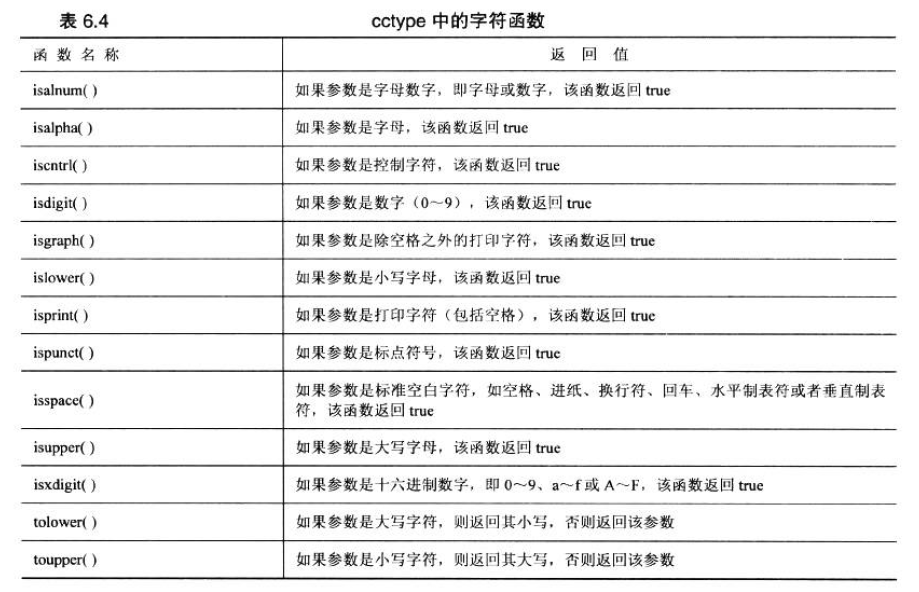 表 6.4 cctype 中的字符函数
函 数 名 称 返 回 值
isalnum( ) 如果参数是字母数字，即字母或数字，该函数返回 true
isalpha( ) 如果参数是字母，该函数返回 true
iscntrl( ) 如果参数是控制字符，该函数返回 true
isdigit( ) 如果参数是数字（0～9），该函数返回 true
isgraph( ) 如果参数是除空格之外的打印字符，该函数返回 true
islower( ) 如果参数是小写字母，该函数返回 true
isprint( ) 如果参数是打印字符（包括空格），该函数返回 true
ispunct( ) 如果参数是标点符号，该函数返回 true
isspace( ) 如果参数是标准空白字符，如空格、进纸、换行符、回车、水平制表符或者垂直制表
符，该函数返回 true
isupper( ) 如果参数是大写字母，该函数返回 true
isxdigit( ) 如果参数是十六进制数字，即 0～9、a～f 或 A～F，该函数返回 true
tolower( ) 如果参数是大写字符，则返回其小写，否则返回该参数
toupper( ) 如果参数是小写字符，则返回其大写，否则返回该参数